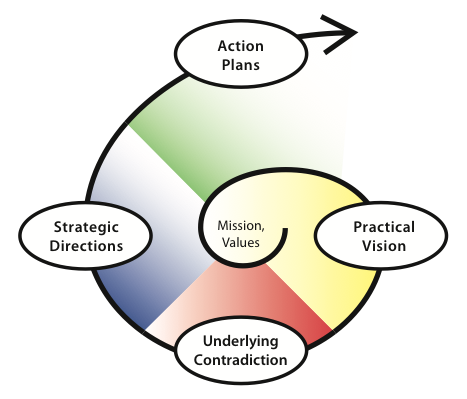 Action
Plans
Strategic
Directions
Mission,
Values
Practical
Vision
Underlying
Contradiction